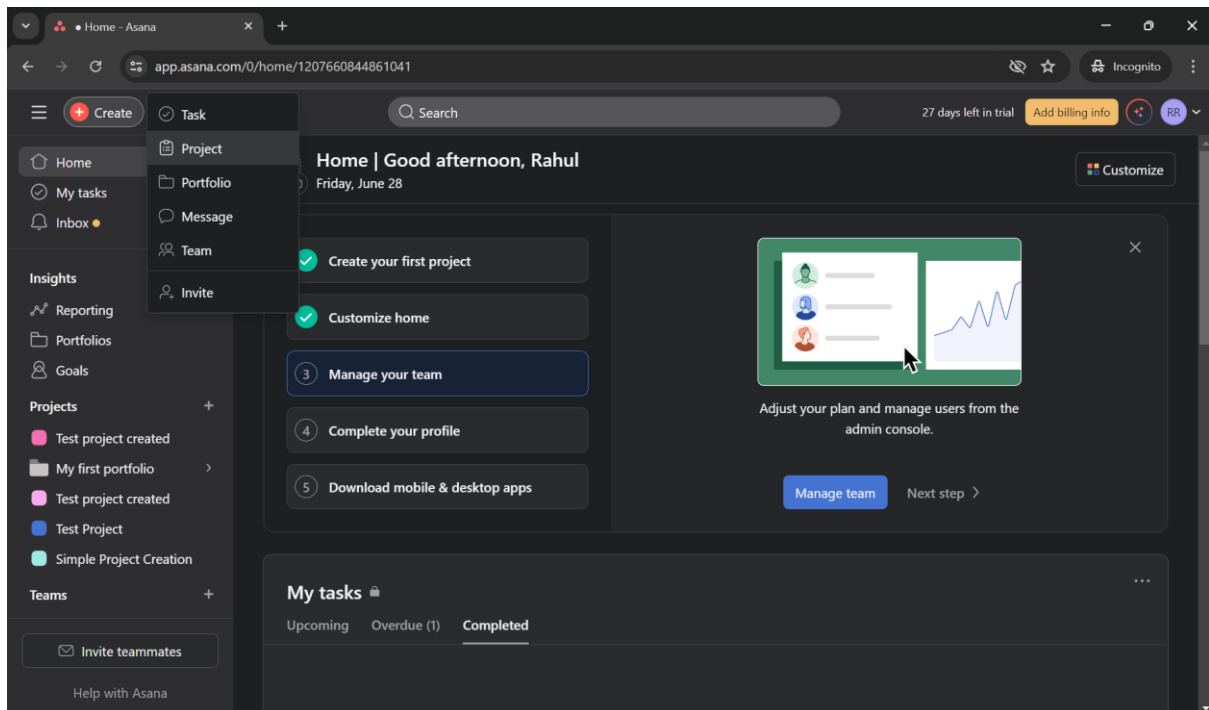 • Home - Asana
app.asana.com/0/home/1207660844861041
Incognito
Create
Search
27 days left in trial
Add billing info
RR
Task
Project
Portfolio
Message
Team
Invite
Home
My tasks
Inbox
Insights
Reporting
Portfolios
Goals
Projects
Test project created
My first portfolio
Test project created
Test Project
Simple Project Creation
Teams
Invite teammates
Help with Asana
Home | Good afternoon, Rahul
Friday, June 28
Customize
Create your first project
Customize home
3 Manage your team
4 Complete your profile
5 Download mobile & desktop apps
Adjust your plan and manage users from the
admin console.
Manage team
Next step
My tasks
Upcoming Overdue (1) Completed